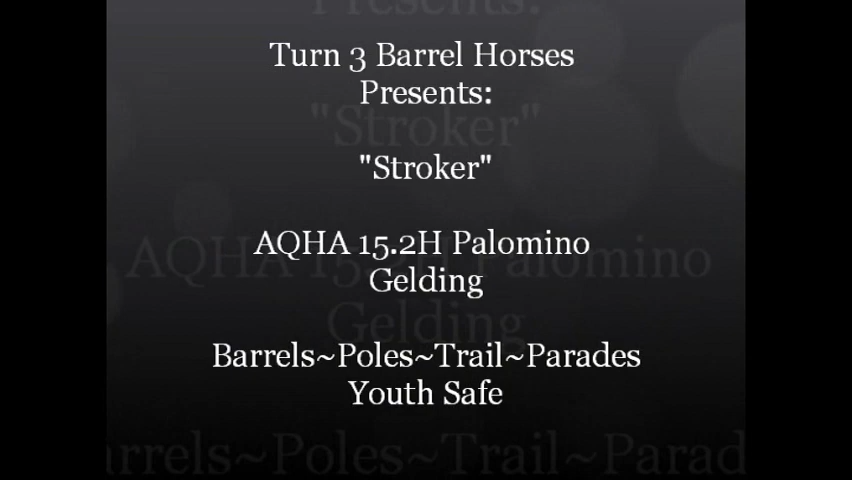 Turn 3 Barrel Horses
Presents:
"Stroker"
AQHA 15.2H Palomino
Gelding
Barrels~Poles~Trail~Parades
Youth Safe